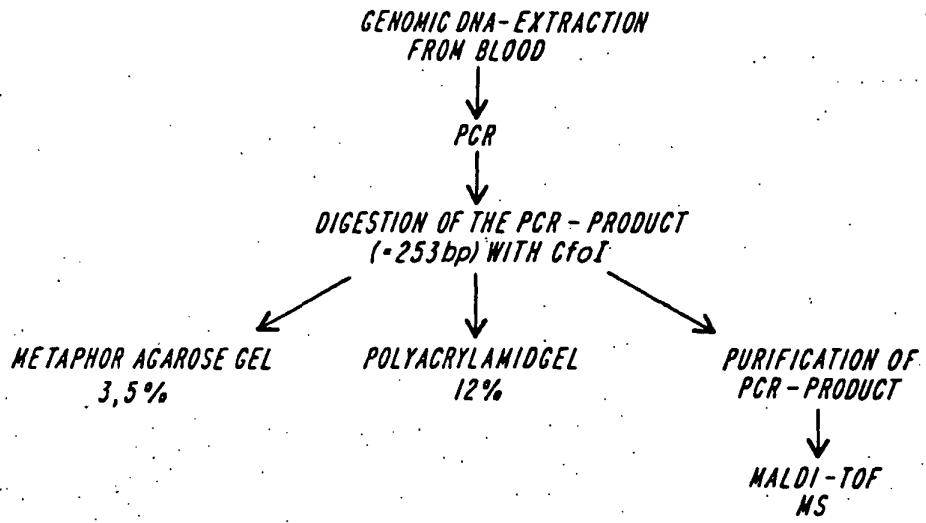 GENOMIC DNA-EXTRACTION
FROM BLOOD
PCR
DIGESTION OF THE PCR-PRODUCT
(=253bp) WITH CfoI
METAPHOR AGAROSE GEL
3,5%
POLYACRYLAMIDGEL
12%
PURIFICATION OF
PCR-PRODUCT
MALDI-TOF
MS